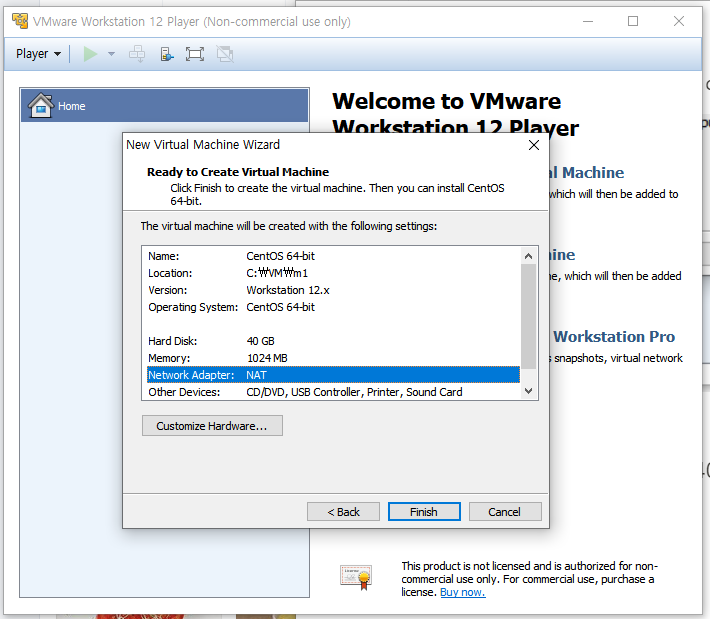 VMware Workstation 12 Player (Non-commercial use only)
Player
Home
Welcome to VMware
Workstation 12 Player
al Machine
which will then be added to
ine
ne, which will then be added
Workstation Pro
s snapshots, virtual network
New Virtual Machine Wizard
Ready to Create Virtual Machine
Click Finish to create the virtual machine. Then you can install CentOS
64-bit.
The virtual machine will be created with the following settings:
Name: CentOS 64-bit
Location: C:₩VM₩m1
Version: Workstation 12.x
Operating System: CentOS 64-bit
Hard Disk: 40 GB
Memory: 1024 MB
Network Adapter: NAT
Other Devices: CD/DVD, USB Controller, Printer, Sound Card
Customize Hardware...
< Back Finish Cancel
This product is not licensed and is authorized for non-
commercial use only. For commercial use, purchase a
license. Buy now.